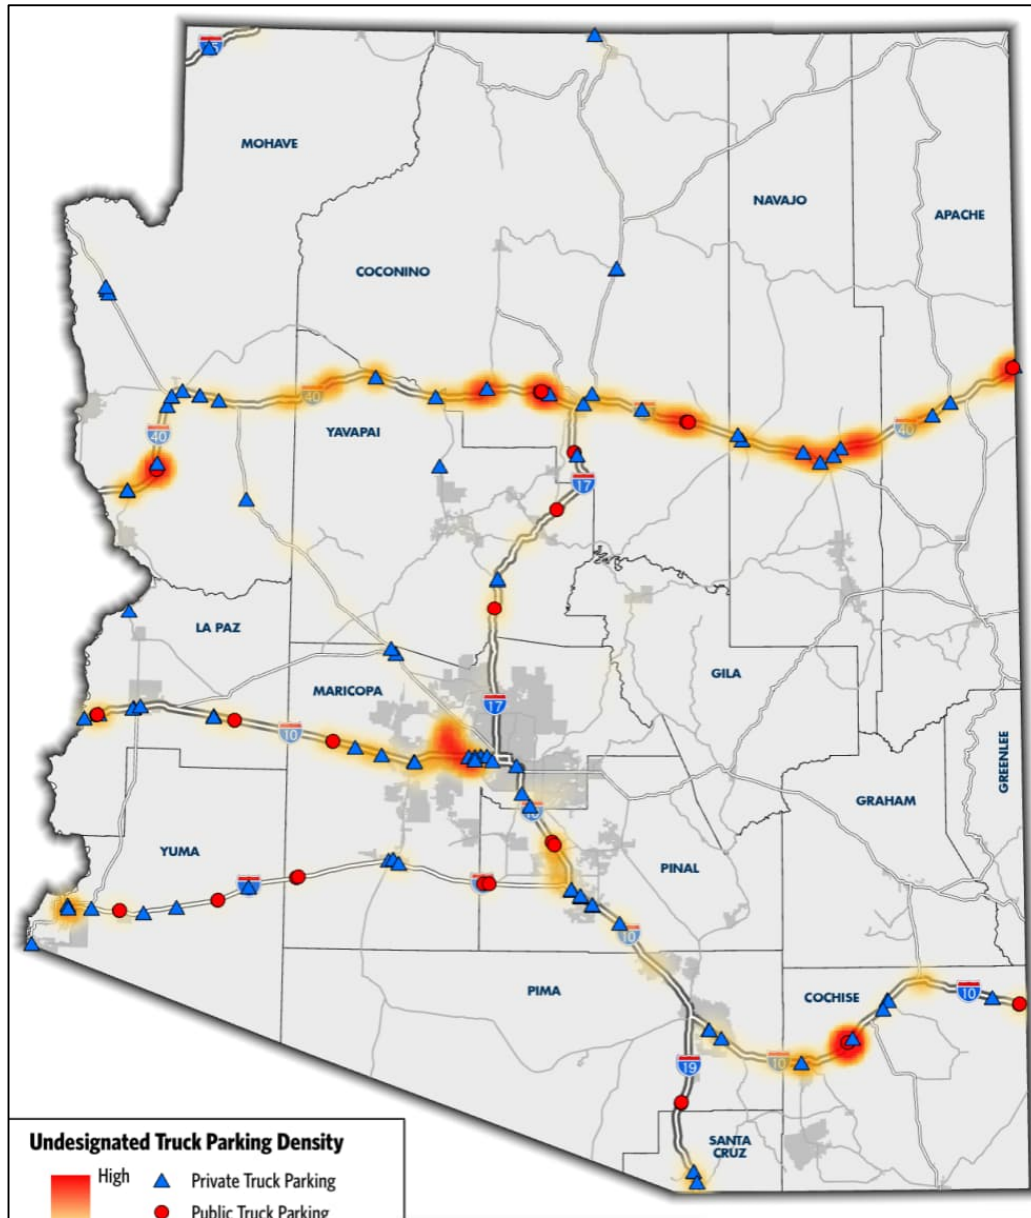 15
MOHAVE
NAVAJO
APACHE
COCONINO
40
40
40
YAVAPAI
17
LA PAZ
GILA
MARICOPA
17
10
GREENLEE
GRAHAM
10
YUMA
PINAL
10
PIMA
COCHISE
10
10
19
SANTA
CRUZ
Undesignated Truck Parking Density
High
Private Truck Parking
Public Truck Parking